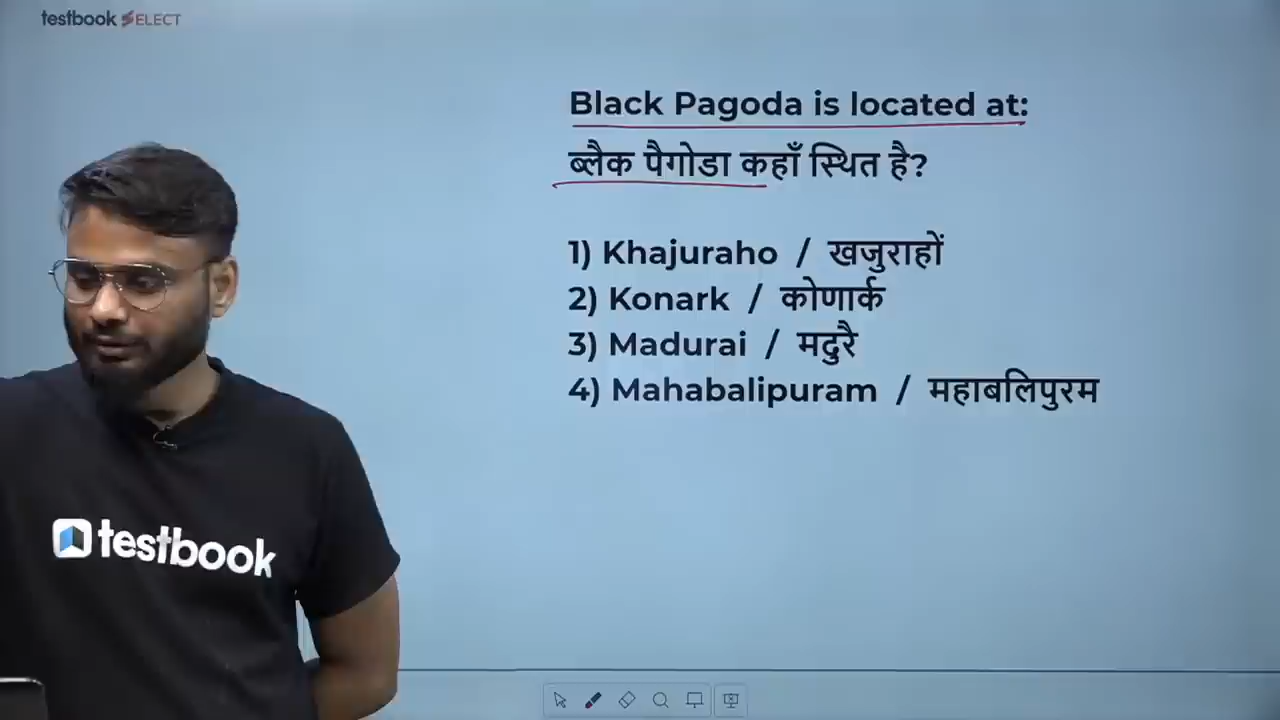 testbook SELECT
Black Pagoda is located at:
ब्लैक पैगोडा कहाँ स्थित है?
1) Khajuraho / खजुराहों
2) Konark / कोणार्क
3) Madurai / मदुरै
4) Mahabalipuram / महाबलिपुरम
testbook